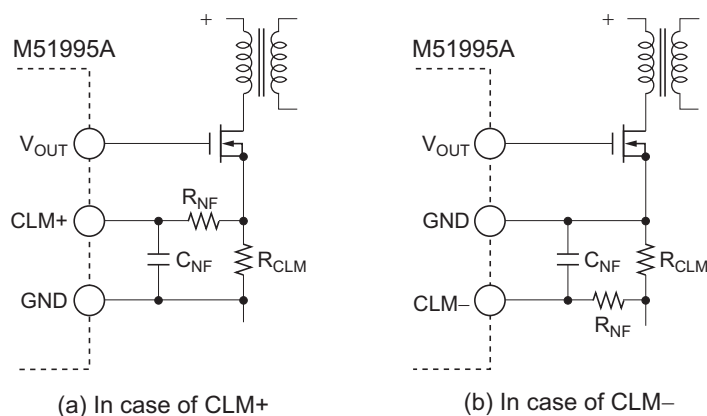 +
M51995A
V_OUT
CLM+
R_NF
C_NF
R_CLM
GND
(a) In case of CLM+
+
M51995A
V_OUT
GND
C_NF
R_CLM
CLM−
R_NF
(b) In case of CLM−